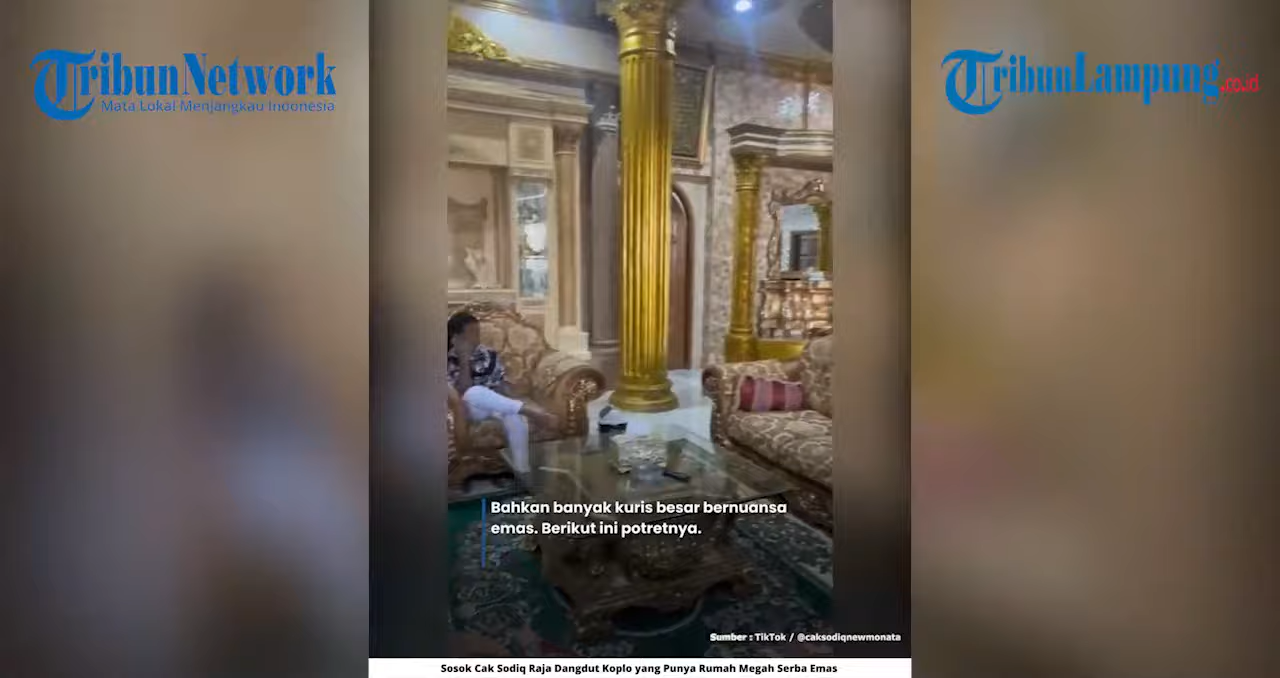 TribunNetwork
Mata Lokal Menjangkau Indonesia
TribunLampung.co.id
Bahkan banyak kuris besar bernuansa
emas. Berikut ini potretnya.
Sumber : TikTok / @caksodiqnewmonata
Sosok Cak Sodiq Raja Dangdut Koplo yang Punya Rumah Megah Serba Emas